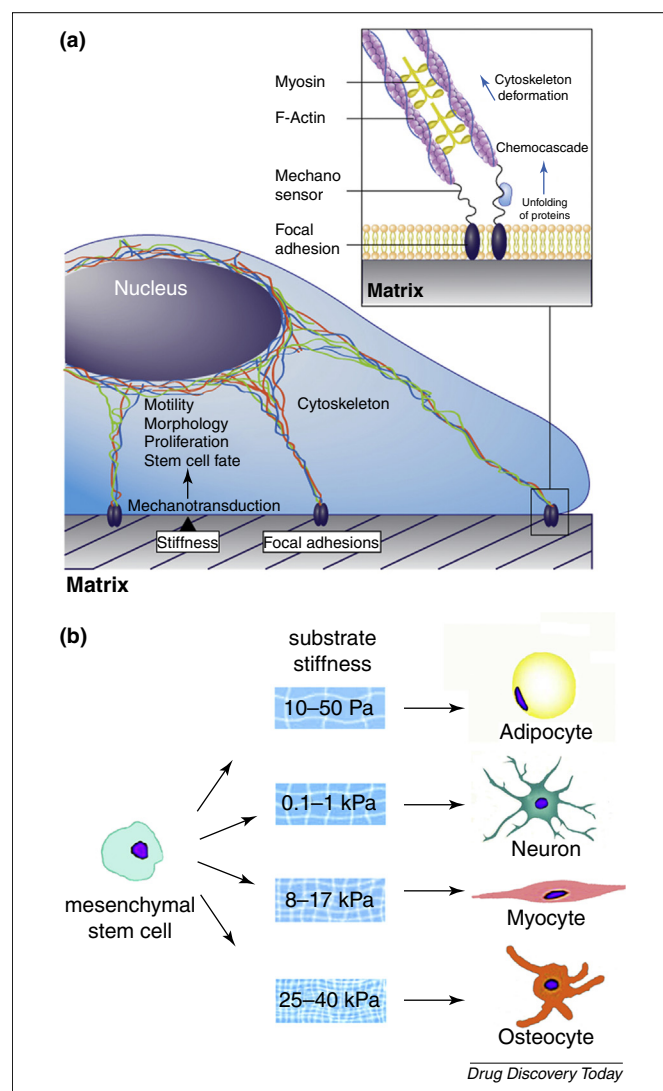 (a)
Myosin
F-Actin
Mechano
sensor
Focal
adhesion
Cytoskeleton
deformation
Chemocascade
Unfolding
of proteins
Matrix
Nucleus
Cytoskeleton
Motility
Morphology
Proliferation
Stem cell fate
Mechanotransduction
Stiffness
Focal adhesions
Matrix
(b)
substrate
stiffness
10–50 Pa
Adipocyte
0.1–1 kPa
Neuron
mesenchymal
stem cell
8–17 kPa
Myocyte
25–40 kPa
Osteocyte
Drug Discovery Today